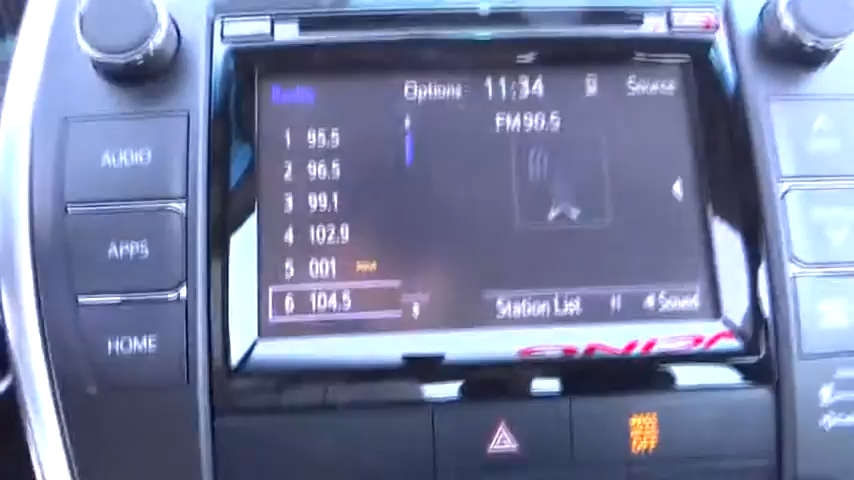 AUDIO
APPS
HOME
Radio
Options
11:34
Source
FM90.5
1 95.5
2 96.5
3 99.1
4 102.9
5 001
6 104.5
Station List
Sound
OFF